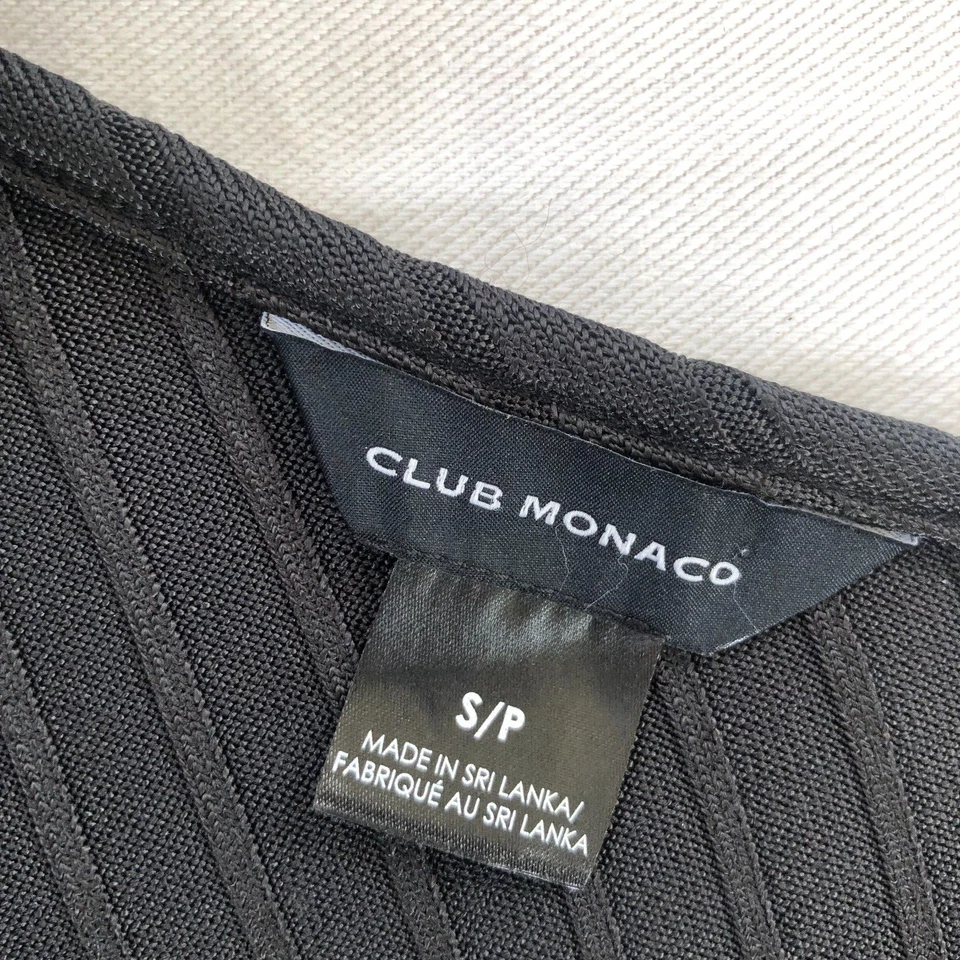 CLUB MONACO
S/P
MADE IN SRI LANKA/
FABRIQUÉ AU SRI LANKA